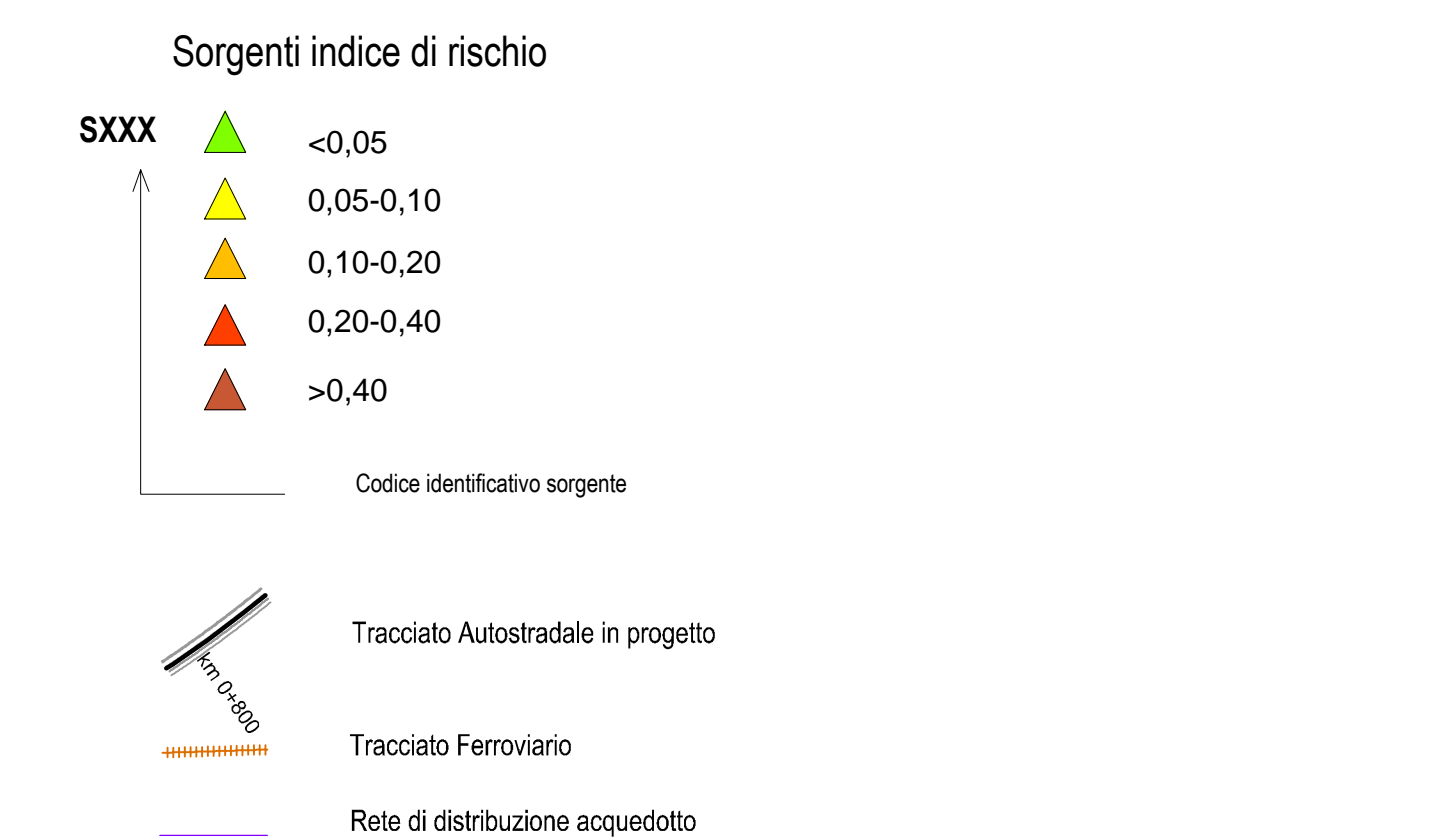 Sorgenti indice di rischio
SXXX
<0,05
0,05-0,10
0,10-0,20
0,20-0,40
>0,40
Codice identificativo sorgente
Tracciato Autostradale in progetto
km 0+800
Tracciato Ferroviario
Rete di distribuzione acquedotto